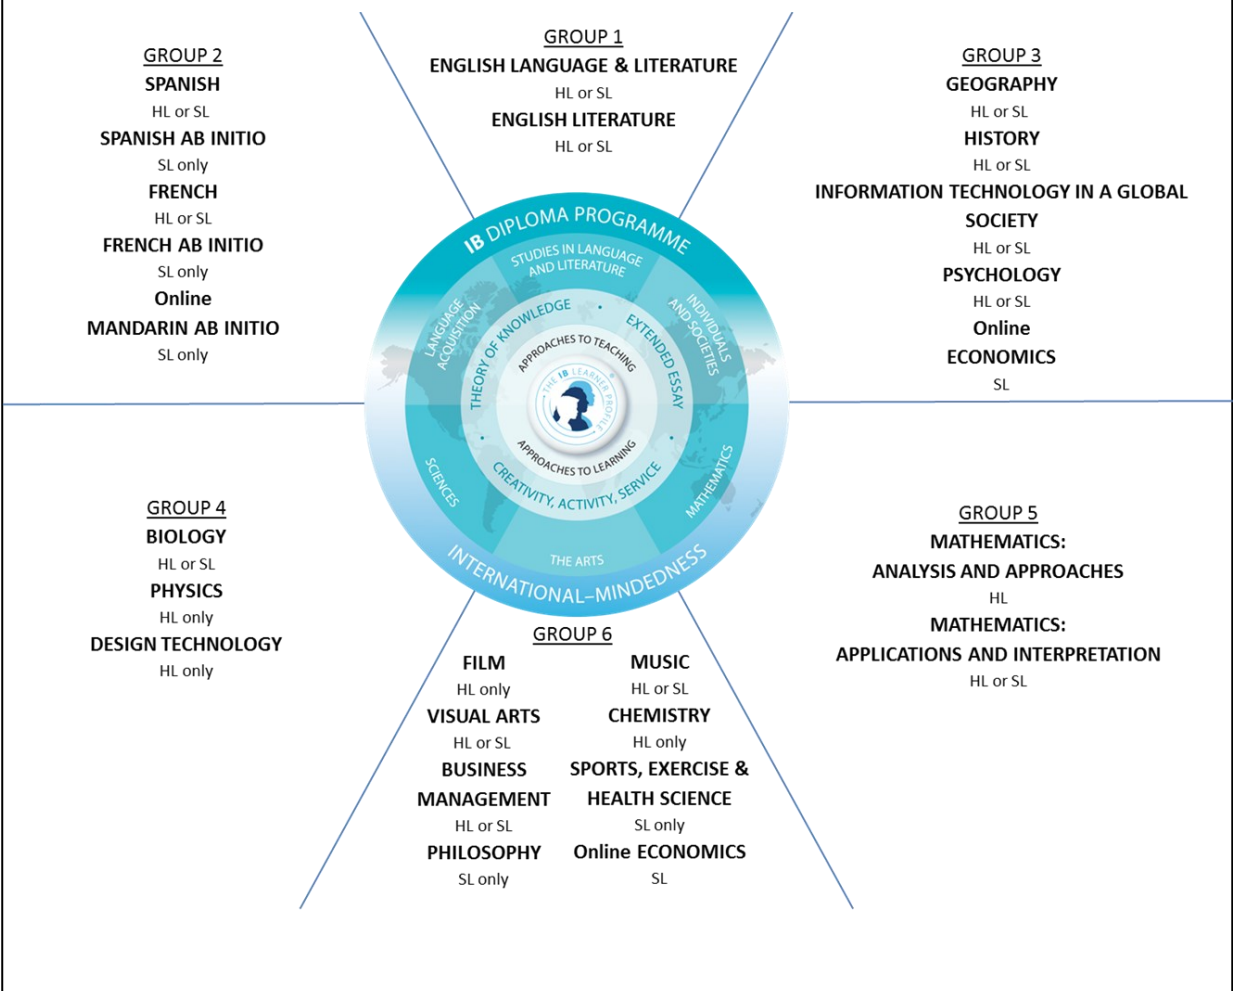 GROUP 2
SPANISH
HL or SL
SPANISH AB INITIO
SL only
FRENCH
HL or SL
FRENCH AB INITIO
SL only
Online
MANDARIN AB INITIO
SL only
GROUP 1
ENGLISH LANGUAGE & LITERATURE
HL or SL
ENGLISH LITERATURE
HL or SL
GROUP 3
GEOGRAPHY
HL or SL
HISTORY
HL or SL
INFORMATION TECHNOLOGY IN A GLOBAL
SOCIETY
HL or SL
PSYCHOLOGY
HL or SL
Online
ECONOMICS
SL
IB DIPLOMA PROGRAMME
STUDIES IN LANGUAGE
AND LITERATURE
LANGUAGE
ACQUISITION
INDIVIDUALS
AND SOCIETIES
THEORY OF KNOWLEDGE
EXTENDED ESSAY
APPROACHES TO TEACHING
THE IB LEARNER PROFILE
APPROACHES TO LEARNING
CREATIVITY, ACTIVITY, SERVICE
SCIENCES
MATHEMATICS
THE ARTS
INTERNATIONAL–MINDEDNESS
GROUP 4
BIOLOGY
HL or SL
PHYSICS
HL only
DESIGN TECHNOLOGY
HL only
GROUP 5
MATHEMATICS:
ANALYSIS AND APPROACHES
HL
MATHEMATICS:
APPLICATIONS AND INTERPRETATION
HL or SL
GROUP 6
FILM
HL only
VISUAL ARTS
HL or SL
BUSINESS
MANAGEMENT
HL or SL
PHILOSOPHY
SL only
MUSIC
HL or SL
CHEMISTRY
HL only
SPORTS, EXERCISE &
HEALTH SCIENCE
SL only
Online ECONOMICS
SL